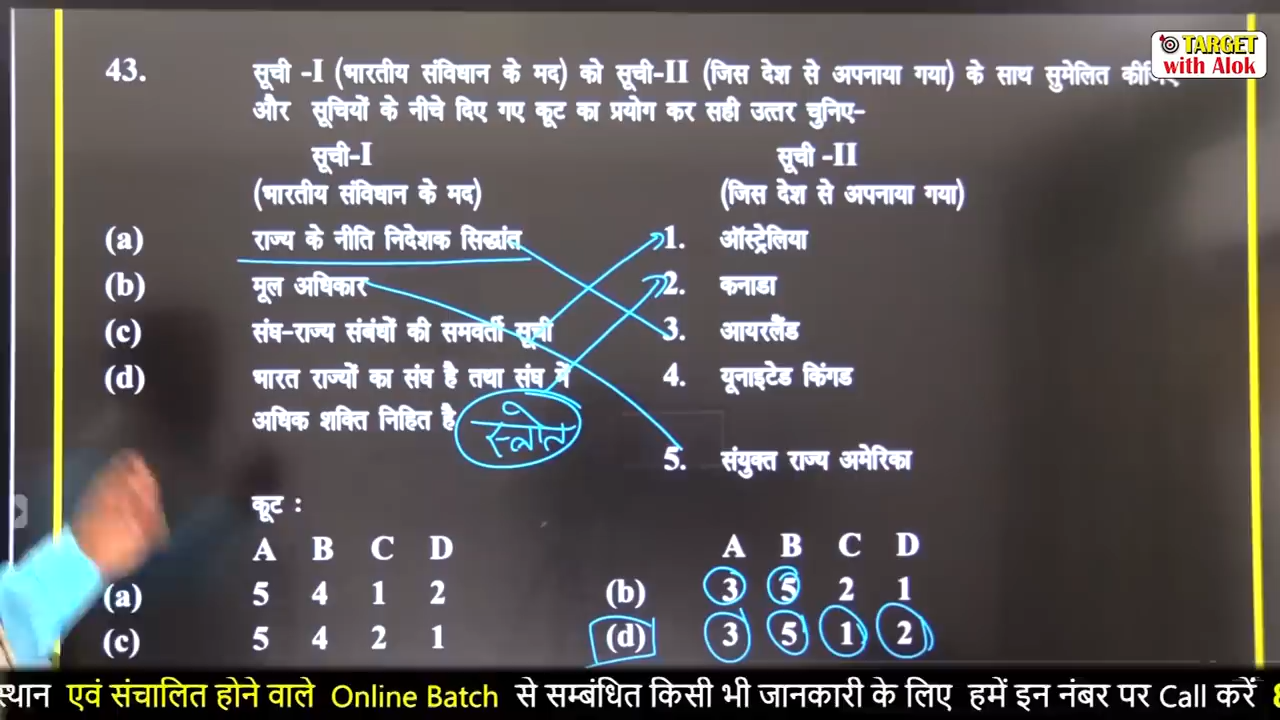 TARGET
with Alok
43. सूची -I (भारतीय संविधान के मद) को सूची-II (जिस देश से अपनाया गया) के साथ सुमेलित
और सूचियों के नीचे दिए गए कूट का प्रयोग कर सही उत्तर चुनिए-
सूची-I सूची -II
(भारतीय संविधान के मद) (जिस देश से अपनाया गया)
(a) राज्य के नीति निदेशक सिद्धांत 1. ऑस्ट्रेलिया
(b) मूल अधिकार 2. कनाडा
(c) संघ-राज्य संबंधों की समवर्ती सूची 3. आयरलैंड
(d) भारत राज्यों का संघ है तथा संघ में 4. यूनाइटेड किंगड
अधिक शक्ति निहित है
स्त्रोत
5. संयुक्त राज्य अमेरिका
कूट :
A B C D A B C D
(a) 5 4 1 2 (b) 3 5 2 1
(c) 5 4 2 1 (d) 3 5 1 2
स्थान एवं संचालित होने वाले Online Batch से सम्बंधित किसी भी जानकारी के लिए हमें इन नंबर पर Call करें